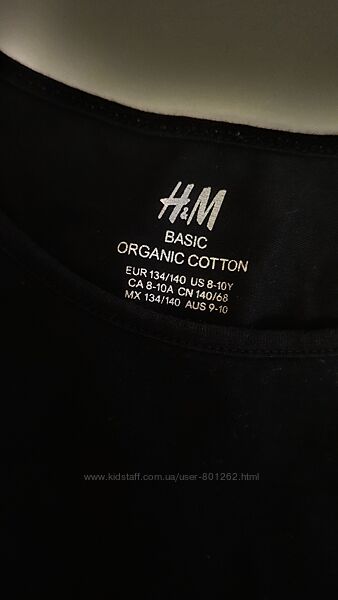 H&M
BASIC
ORGANIC COTTON
EUR 134/140 US 8-10Y
CA 8-10A CN 140/68
MX 134/140 AUS 9-10
www.kidstaff.com.ua/user-801262.html